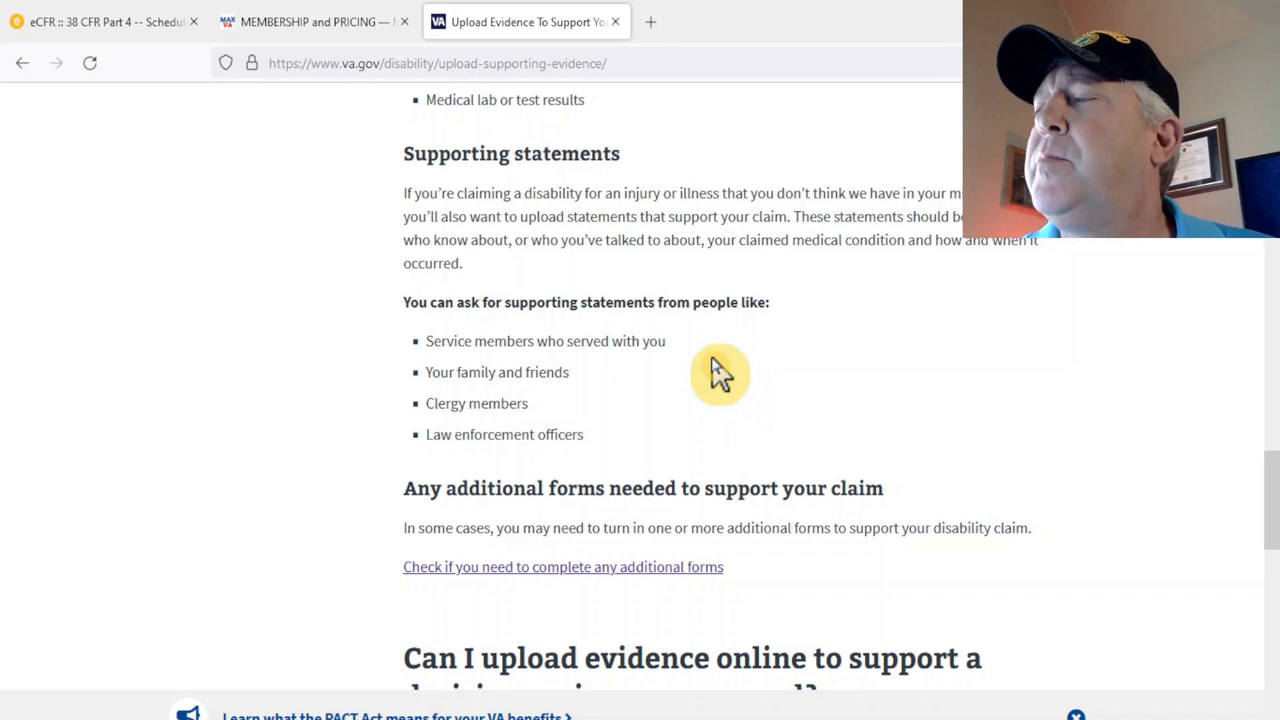 eCFR :: 38 CFR Part 4 -- Schedul
MEMBERSHIP and PRICING —
Upload Evidence To Support You
https://www.va.gov/disability/upload-supporting-evidence/
Medical lab or test results
Supporting statements
If you're claiming a disability for an injury or illness that you don't think we have in your
you'll also want to upload statements that support your claim. These statements should
who know about, or who you've talked to about, your claimed medical condition and how and when it
occurred.
You can ask for supporting statements from people like:
▪ Service members who served with you
▪ Your family and friends
▪ Clergy members
▪ Law enforcement officers
Any additional forms needed to support your claim
In some cases, you may need to turn in one or more additional forms to support your disability claim.
Check if you need to complete any additional forms
Can I upload evidence online to support a
Learn what the PACT Act means for your VA benefits